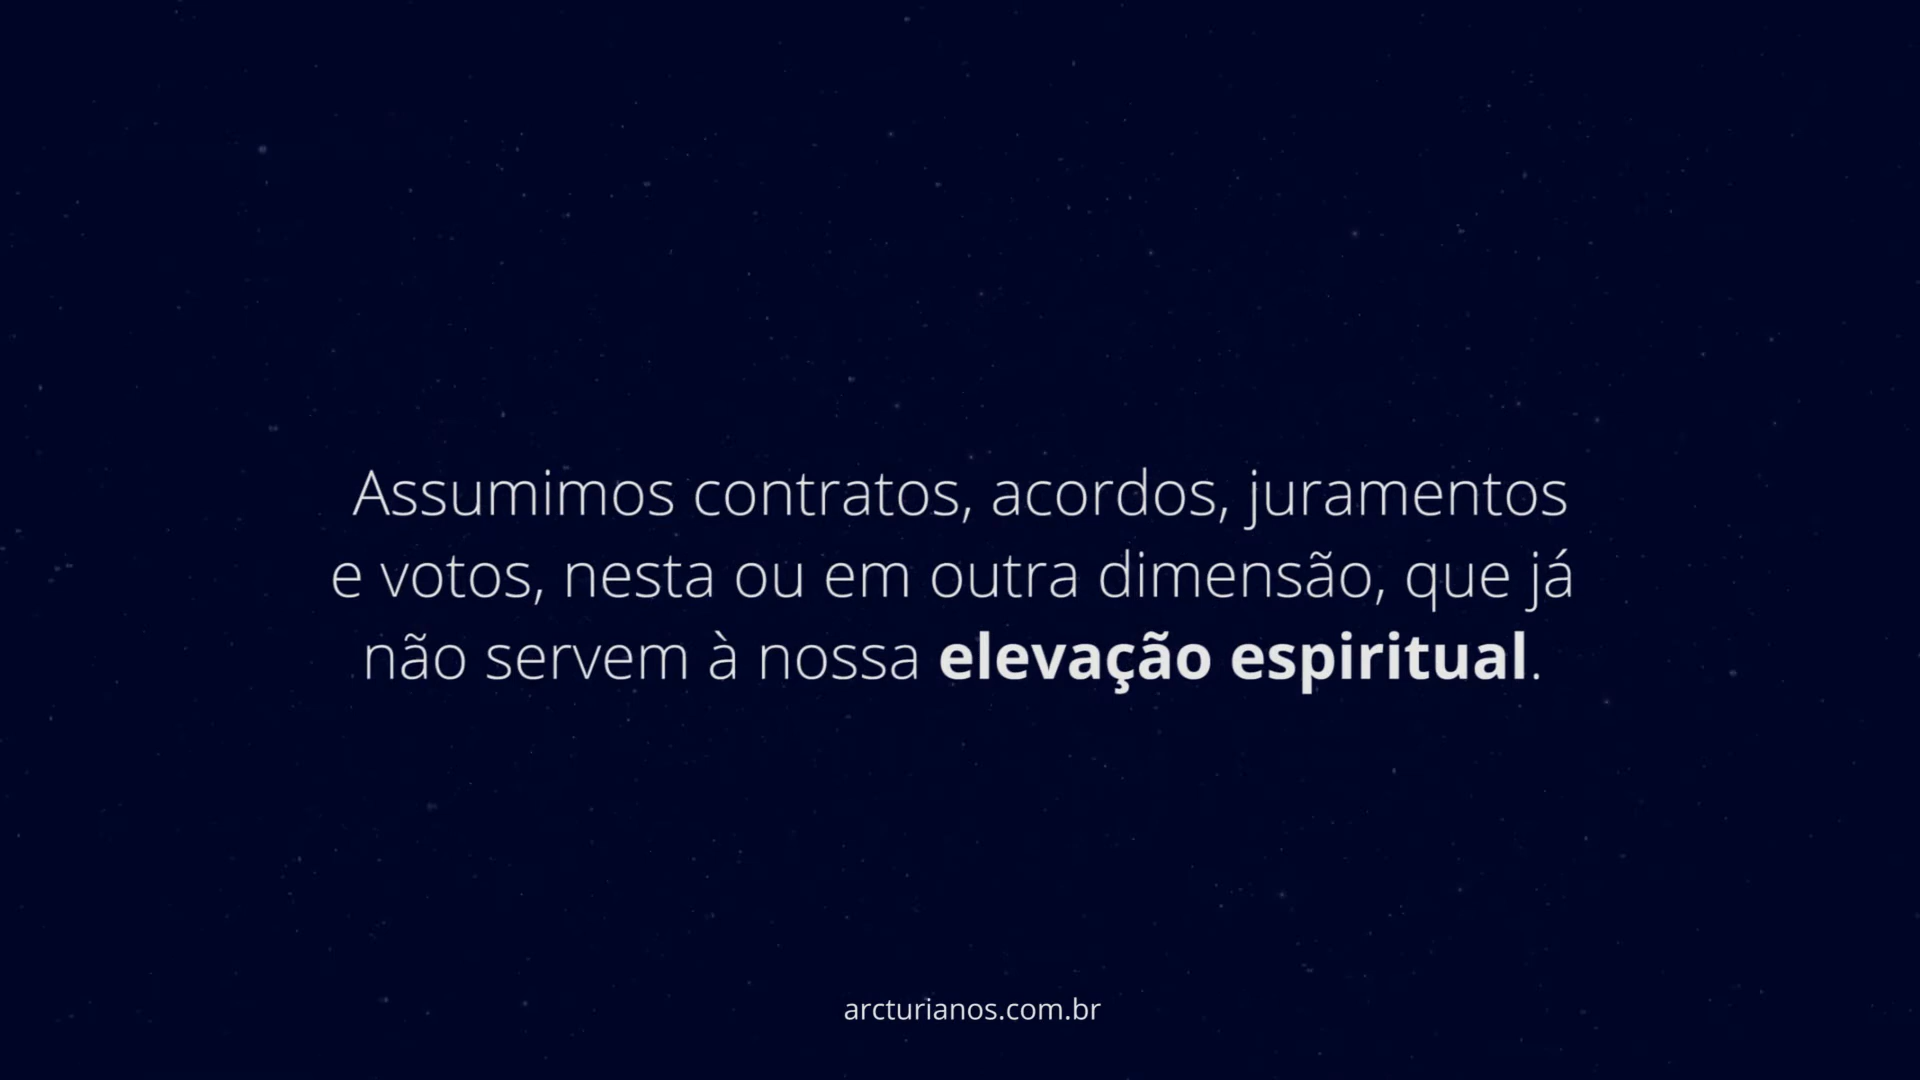 Assumimos contratos, acordos, juramentos
e votos, nesta ou em outra dimensão, que já
não servem à nossa elevação espiritual.
arcturianos.com.br